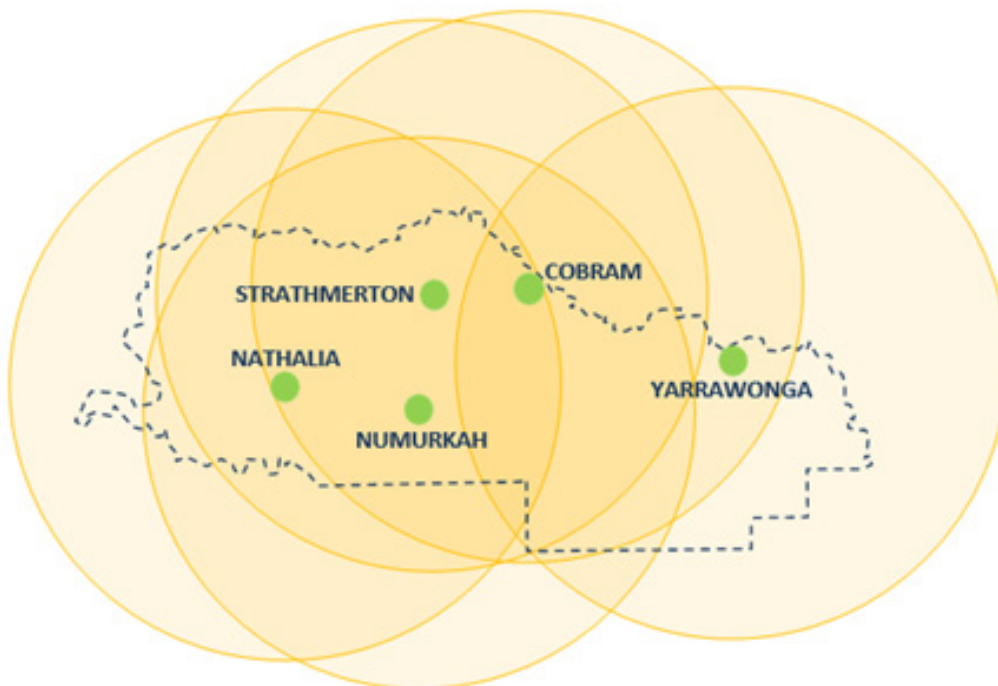 COBRAM
STRATHMERTON
NATHALIA
YARRAWONGA
NUMURKAH